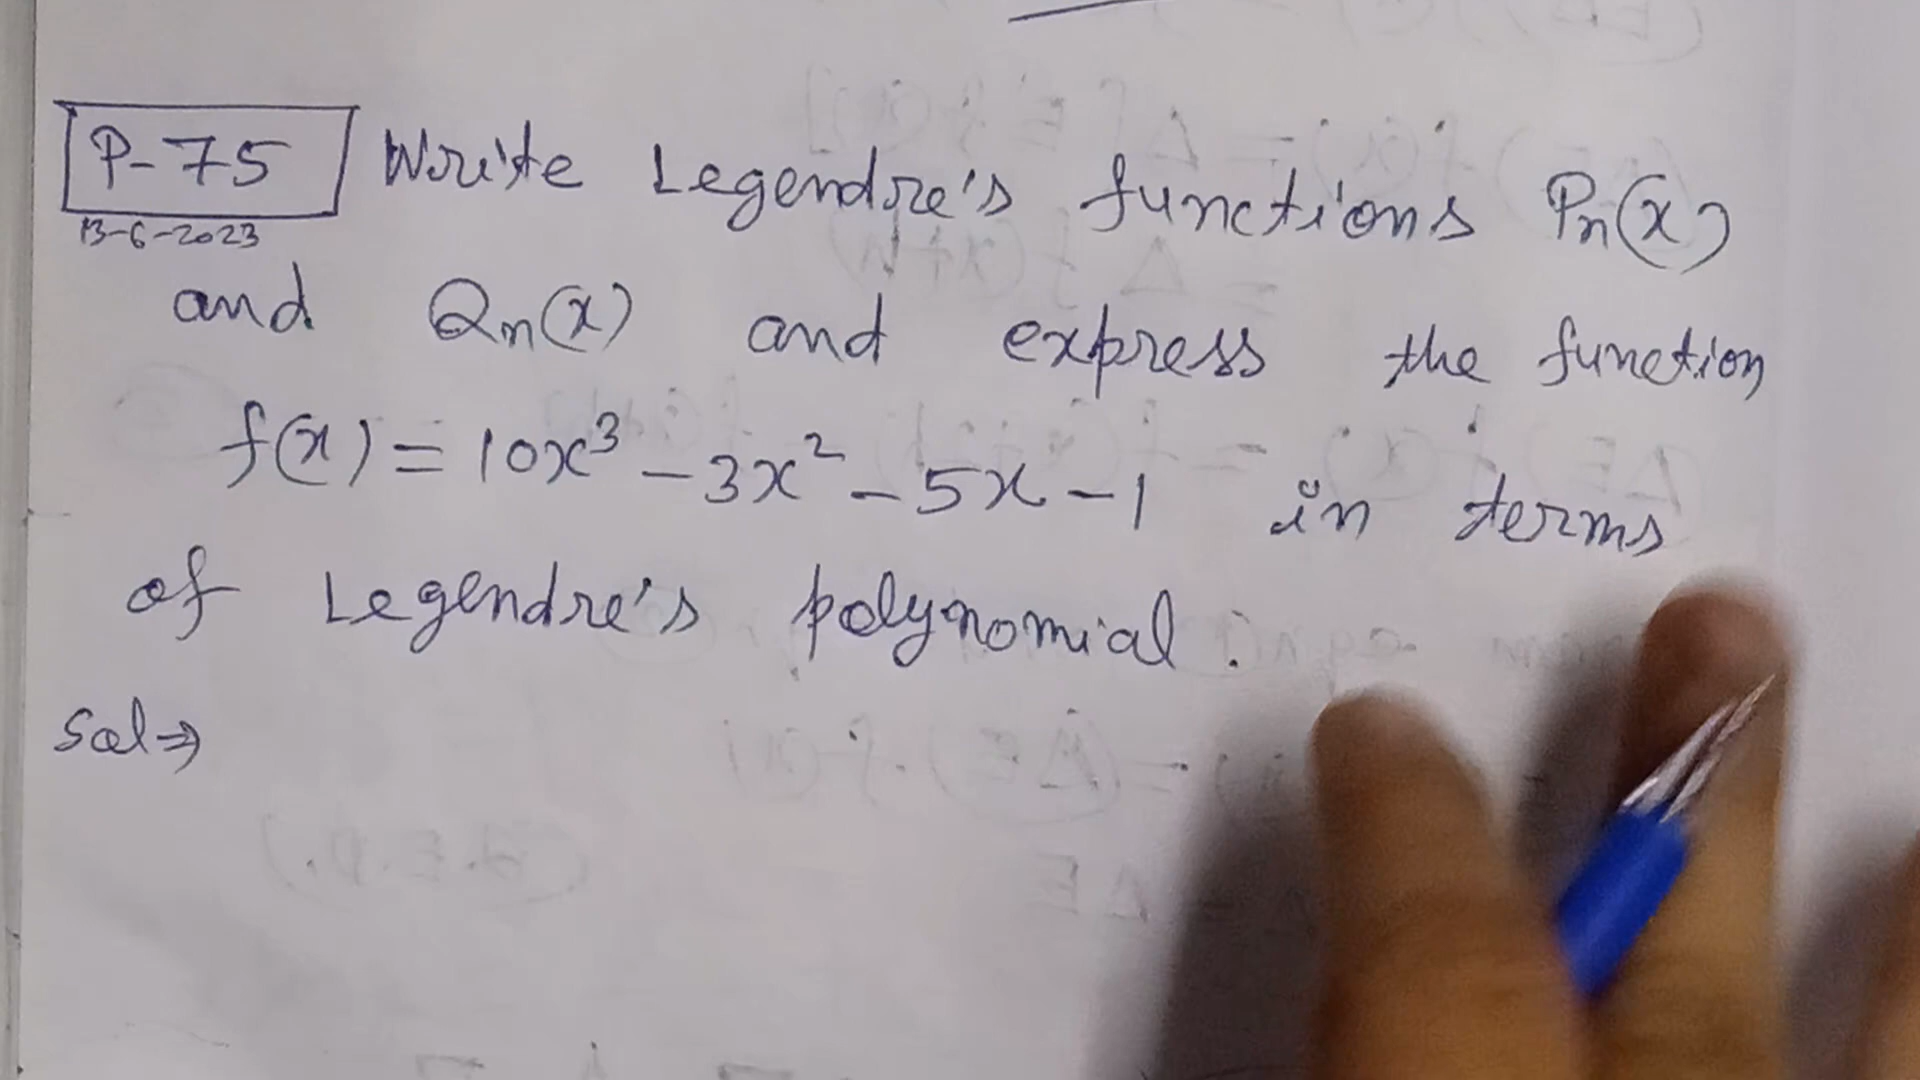 P-75 Write Legendre's functions Pn(x)
13-6-2023
and Qn(x) and express the function
f(x) = 10x³ - 3x² - 5x - 1 in terms
of Legendre's polynomial.
Sol⇒